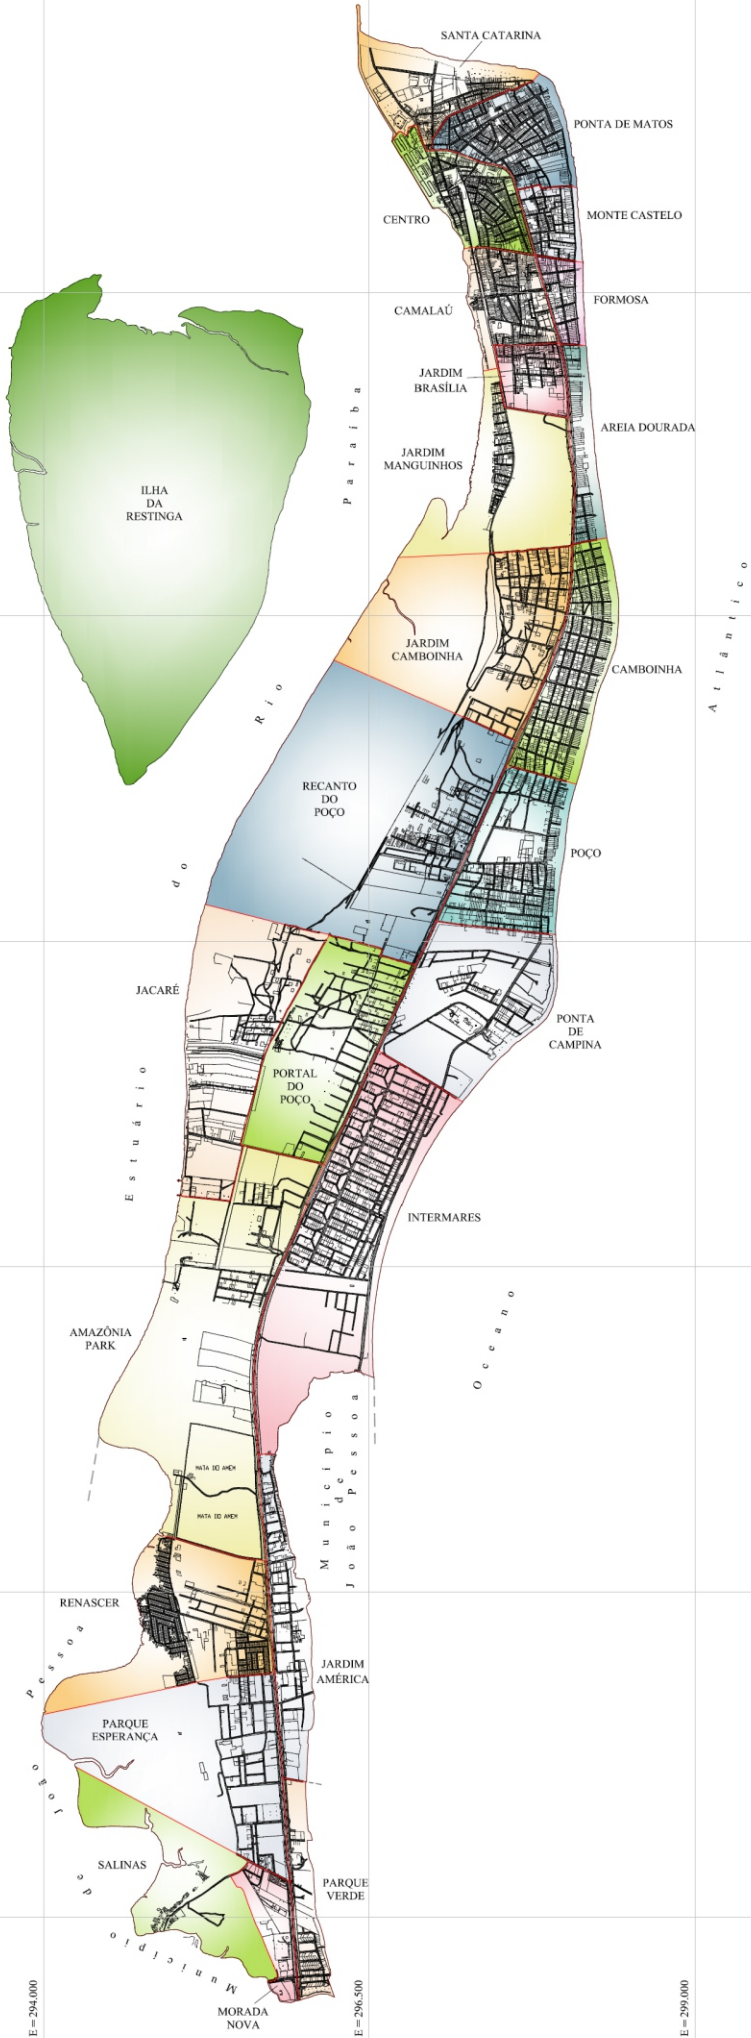 SANTA CATARINA
PONTA DE MATOS
CENTRO
MONTE CASTELO
CAMALAÚ
FORMOSA
JARDIM
BRASÍLIA
Paraíba
AREIA DOURADA
JARDIM
MANGUINHOS
ILHA
DA
RESTINGA
Atlântico
JARDIM
CAMBOINHA
CAMBOINHA
Rio
RECANTO
DO
POÇO
POÇO
do
JACARÉ
PONTA
DE
CAMPINA
PORTAL
DO
POÇO
Estuário
INTERMARES
Oceano
AMAZÔNIA
PARK
Município
de
João Pessoa
MATA DO AMEM
MATA DO AMEM
RENASCER
JARDIM
AMÉRICA
Pessoa
PARQUE
ESPERANÇA
João
SALINAS
PARQUE
VERDE
de
Município
MORADA
NOVA
E=294.000
E=296.500
E=299.000